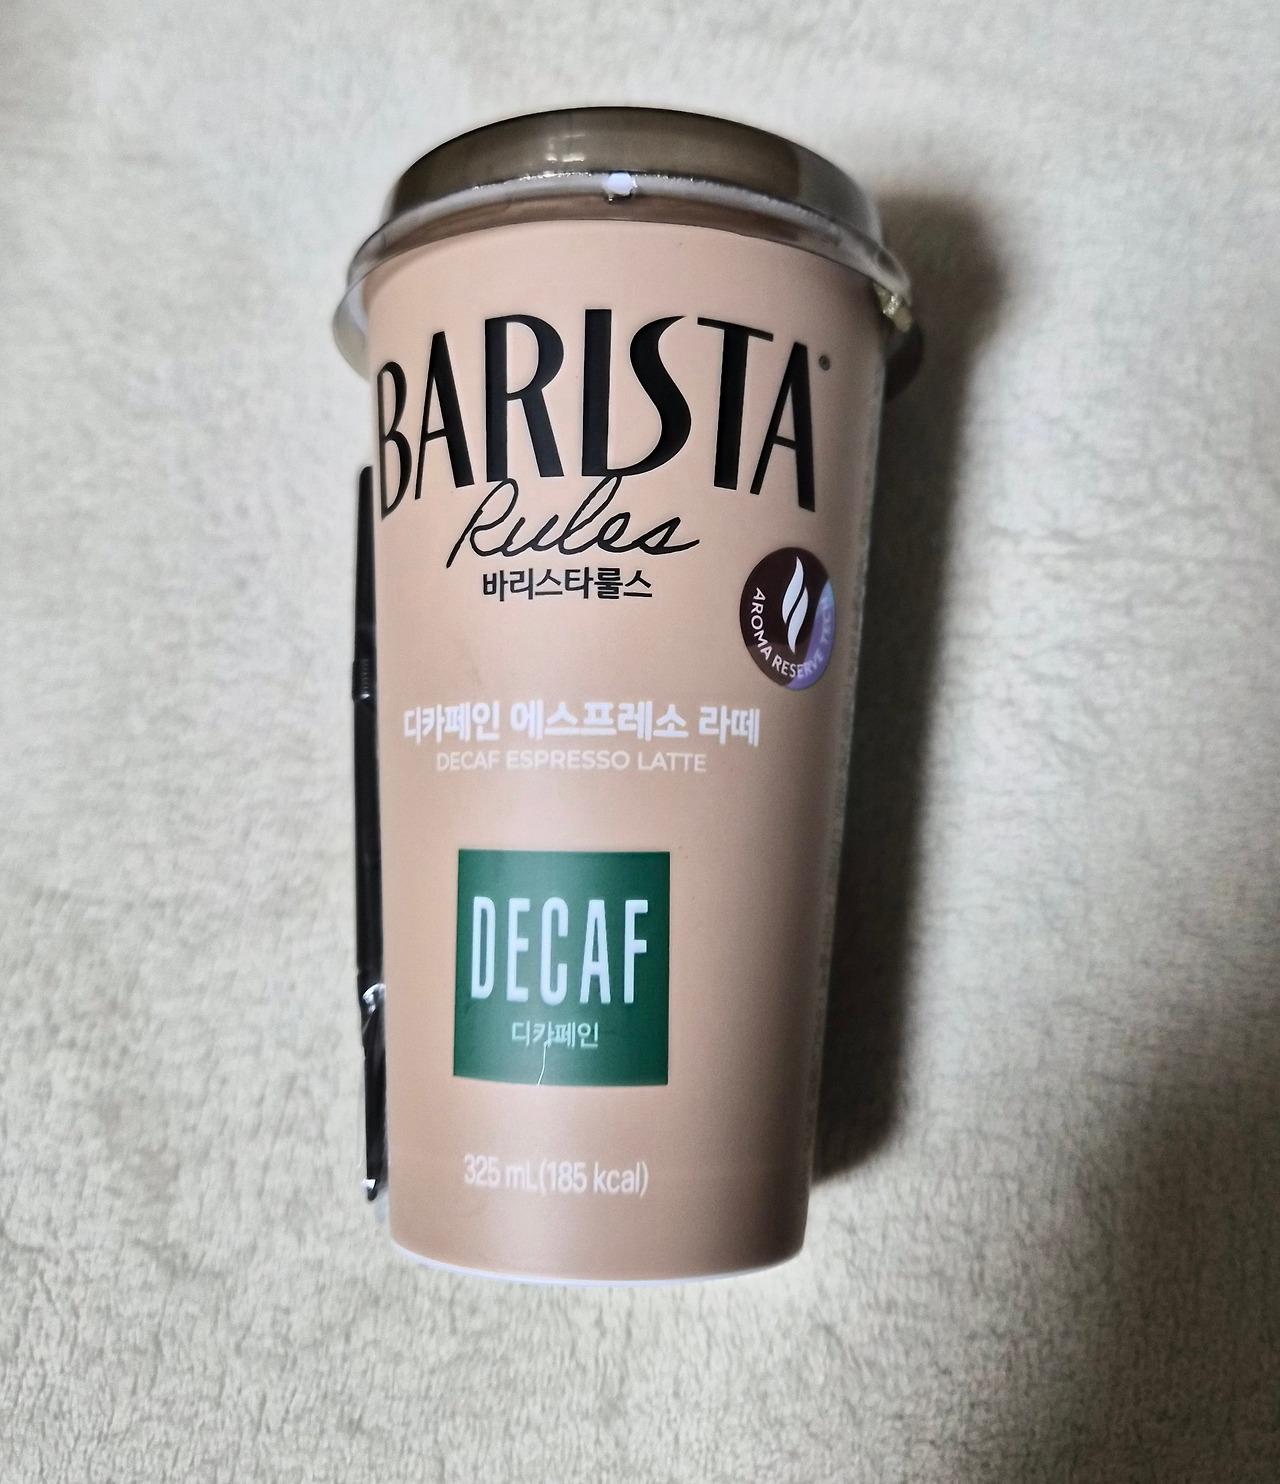 BARISTA
Rules
바리스타룰스
AROMA RESERVE TECH
디카페인 에스프레소 라떼
DECAF ESPRESSO LATTE
DECAF
디카페인
325 mL(185 kcal)